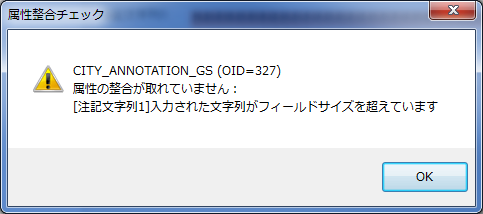 属性整合チェック
CITY_ANNOTATION_GS (OID=327)
属性の整合が取れていません：
[注記文字列1]入力された文字列がフィールドサイズを超えています
OK